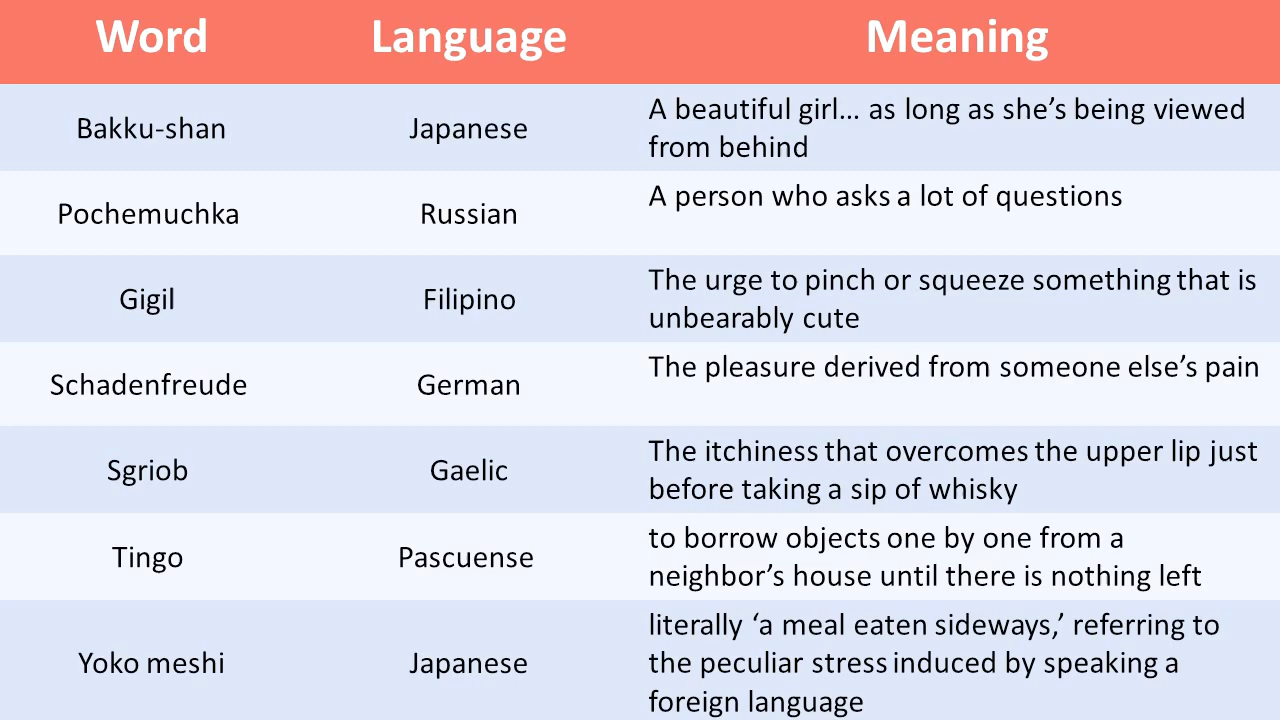 Word Language Meaning
Bakku-shan Japanese A beautiful girl… as long as she’s being viewed
from behind
Pochemuchka Russian A person who asks a lot of questions
Gigil Filipino The urge to pinch or squeeze something that is
unbearably cute
Schadenfreude German The pleasure derived from someone else’s pain
Sgriob Gaelic The itchiness that overcomes the upper lip just
before taking a sip of whisky
Tingo Pascuense to borrow objects one by one from a
neighbor’s house until there is nothing left
Yoko meshi Japanese literally ‘a meal eaten sideways,’ referring to
the peculiar stress induced by speaking a
foreign language